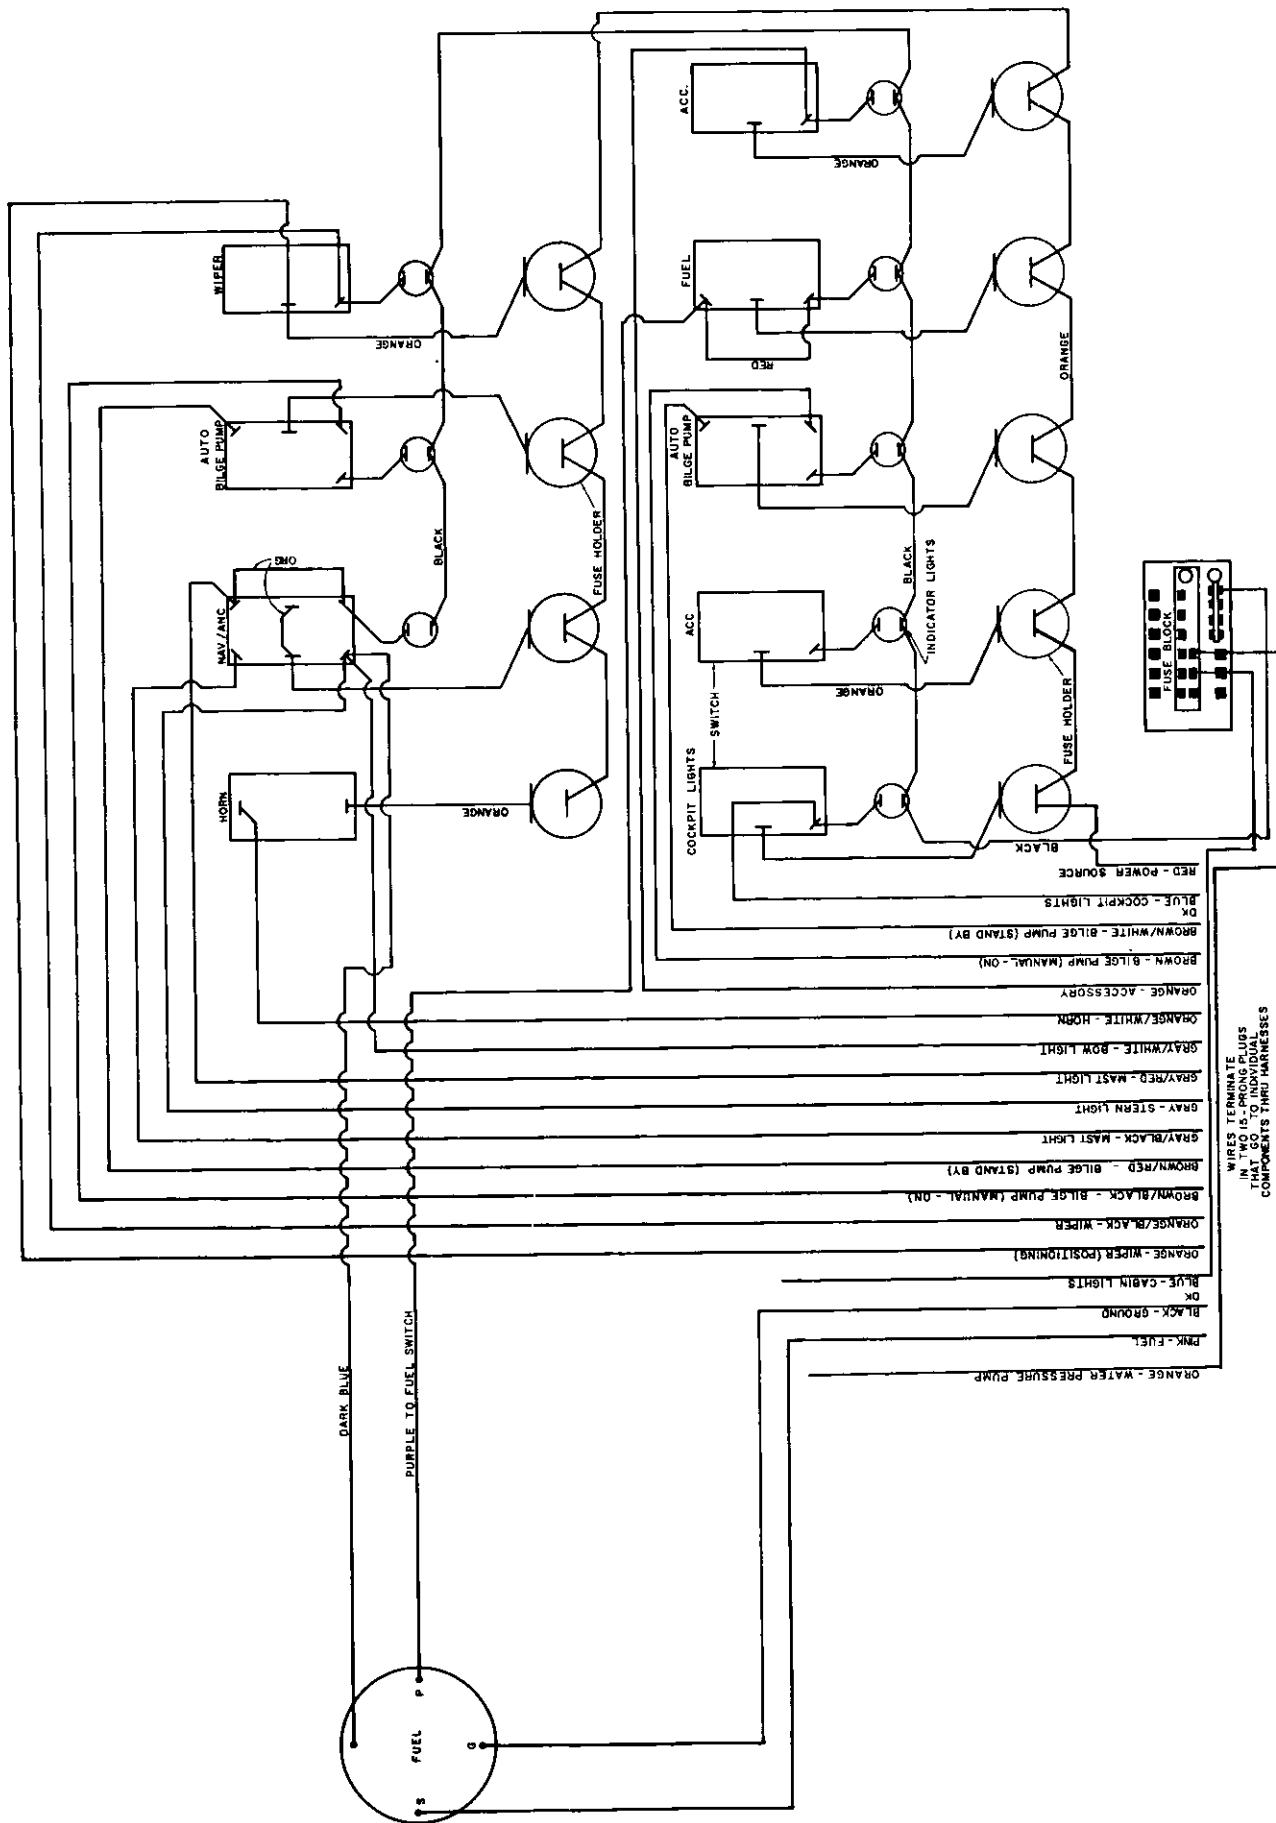 ACC.
ORANGE
WIPER
ORANGE
FUEL
RED
ORANGE
AUTO
BILGE PUMP
AUTO
BILGE PUMP
BLACK
FUSE HOLDER
ORG
NAV./ANC
BLACK
INDICATOR LIGHTS
ACC
ORANGE
SWITCH
FUSE BLOCK
HORN
ORANGE
COCKPIT LIGHTS
FUSE HOLDER
BLACK
RED - POWER SOURCE
DK
BLUE - COCKPIT LIGHTS
BROWN/WHITE - BILGE PUMP (STAND BY)
BROWN - BILGE PUMP (MANUAL - ON)
ORANGE - ACCESSORY
ORANGE/WHITE - HORN
GRAY/WHITE - BOW LIGHT
GRAY/RED - MAST LIGHT
GRAY - STERN LIGHT
GRAY/BLACK - MAST LIGHT
BROWN/RED - BILGE PUMP (STAND BY)
BROWN/BLACK - BILGE PUMP (MANUAL - ON)
ORANGE/BLACK - WIPER
ORANGE - WIPER (POSITIONING)
DK
BLUE - CABIN LIGHTS
BLACK - GROUND
PINK - FUEL
ORANGE - WATER PRESSURE PUMP
WIRES TERMINATE
IN TWO 15-PRONG PLUGS
THAT GO TO INDIVIDUAL
COMPONENTS THRU HARNESSES
DARK BLUE
PURPLE TO FUEL SWITCH
P
FUEL
G
S